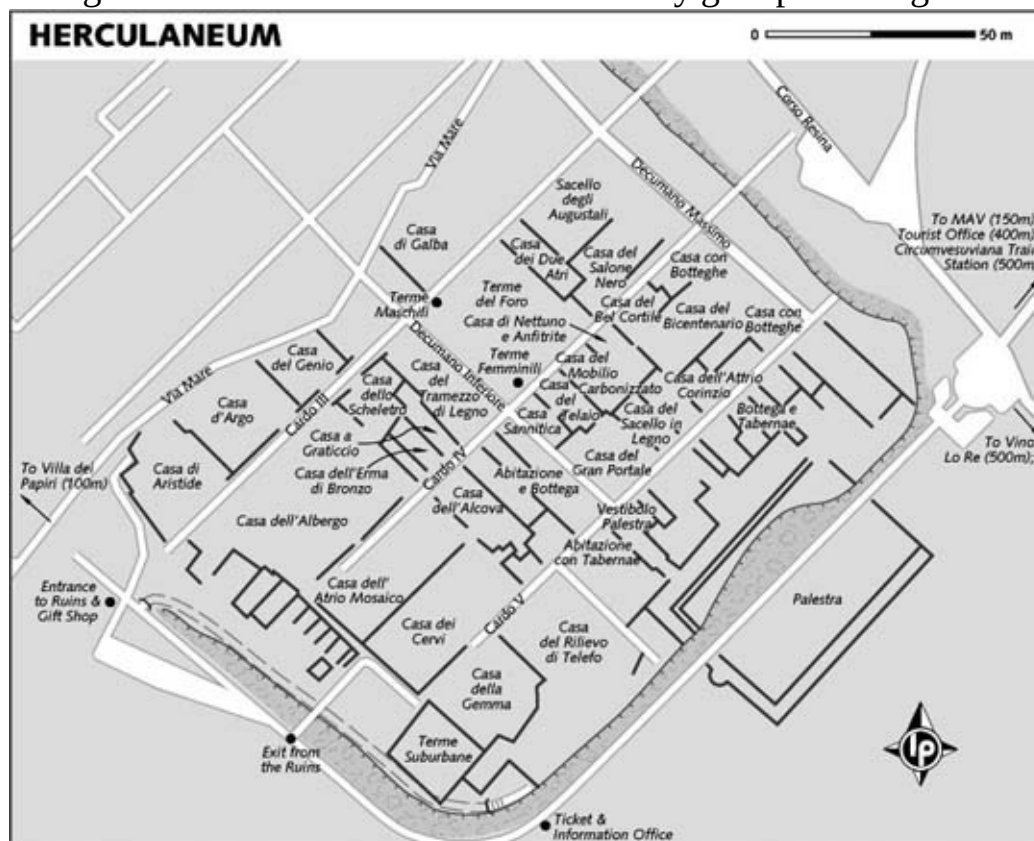 HERCULANEUM
0 50 m
Corso Resina
Via Mare
Decumano Massimo
Sacello
degli
Augustali
To MAV (150m)
Tourist Office (400m)
Circumvesuviana Train
Station (500m
Casa
di Galba
Casa
dei Due
Atri
Casa del
Salone
Nero
Casa con
Botteghe
Terme
Maschili
Terme
del Foro
Casa del
Bel Cortile
Casa del
Bicentenario
Casa con
Botteghe
Casa di Nettuno
e Anfitrite
Decumano Inferiore
Casa
del Genio
Terme
Femminili
Casa del
Mobilio
Carbonizzato
Via Mare
Casa
dello
Scheletro
Casa
del
Tramezzo
di Legno
Casa dell'Attrio
Corinzio
Casa
d'Argo
Cardo III
Casa
Sannitica
Casa
del
Telaio
Casa del
Sacello in
Legno
Bottega e
Tabernae
Casa a
Graticcio
Casa del
Gran Portale
To Vino
Lo Re (500m);
To Villa dei
Papiri (100m)
Casa di
Aristide
Casa dell'Erma
di Bronzo
Cardo IV
Abitazione
e Bottega
Casa
dell'Alcova
Vestibolo
Palestra
Casa dell'Albergo
Abitazione
con Tabernae
Entrance
to Ruins &
Gift Shop
Casa dell'
Atrio Mosaico
Palestra
Casa dei
Cervi
Cardo V
Casa
del Rilievo
di Telefo
Casa
della
Gemma
Exit from
the Ruins
Terme
Suburbane
lp
Ticket &
Information Office